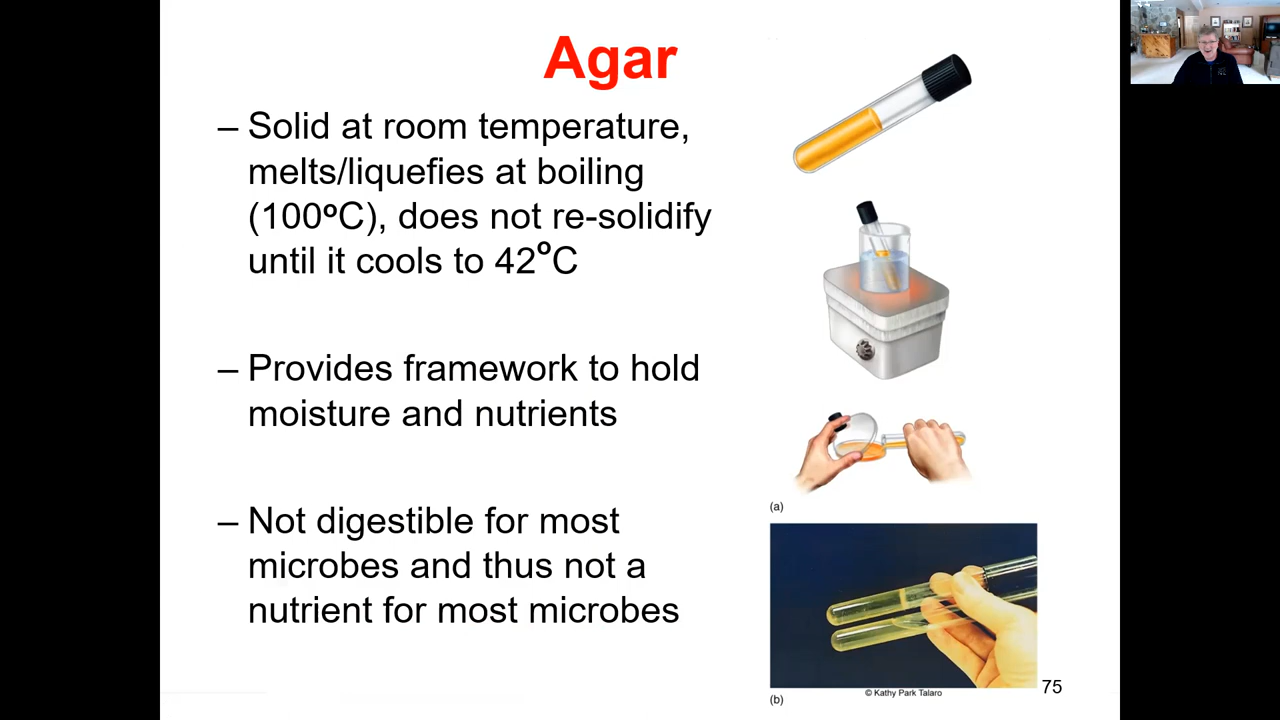 Agar
– Solid at room temperature,
melts/liquefies at boiling
(100ºC), does not re-solidify
until it cools to 42ºC
– Provides framework to hold
moisture and nutrients
– Not digestible for most
microbes and thus not a
nutrient for most microbes
(a)
(b)
© Kathy Park Talaro
75